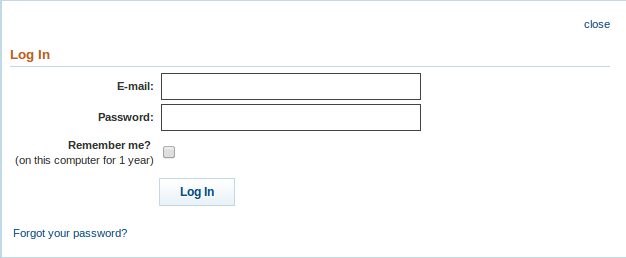 close
Log In
E-mail:
Password:
Remember me?
(on this computer for 1 year)
Log In
Forgot your password?